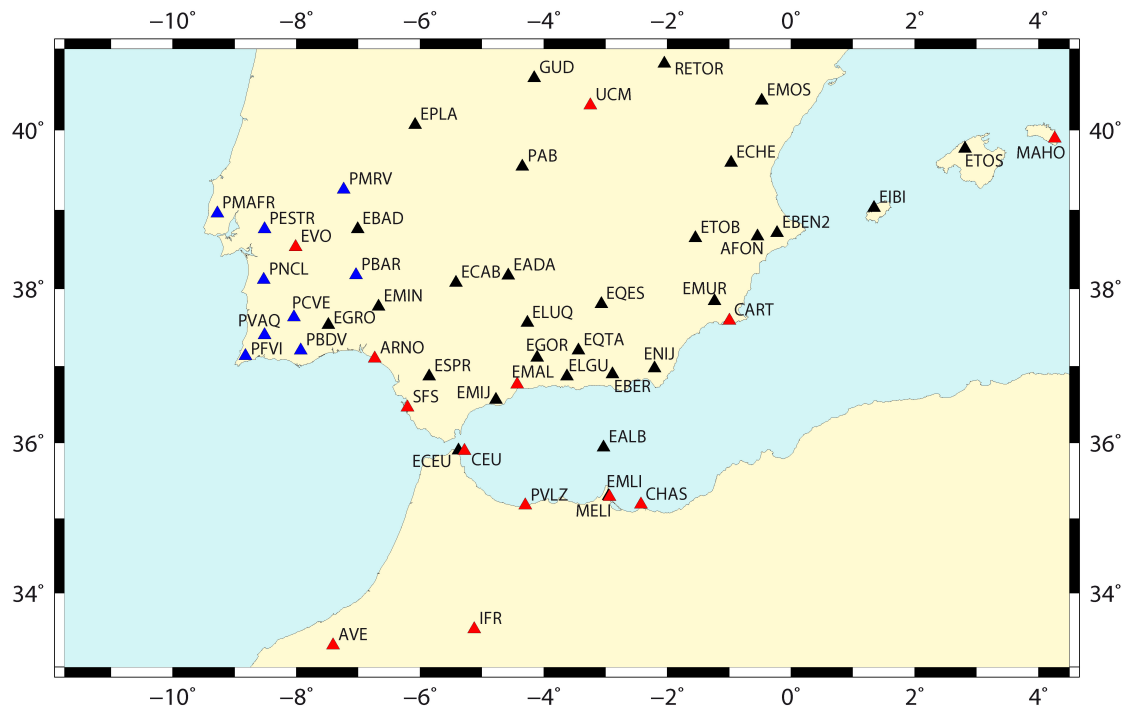 −10° −8° −6° −4° −2° 0° 2° 4°
GUD
RETOR
UCM
EMOS
EPLA
40° 40°
PAB
ECHE
MAHO
ETOS
PMRV
PMAFR
EIBI
PESTR
EBAD
EVO
ETOB
EBEN2
AFON
PNCL
PBAR
ECAB
EADA
38° 38°
EMIN
EQES
EMUR
PCVE
CART
PVAQ
EGRO
ELUQ
PFVI
PBDV
ARNO
EGOR
EQTA
ENIJ
ESPR
EMAL
ELGU
EBER
SFS
EMIJ
36° 36°
EALB
ECEU
CEU
PVLZ
EMLI
CHAS
MELI
34° 34°
IFR
AVE
−10° −8° −6° −4° −2° 0° 2° 4°